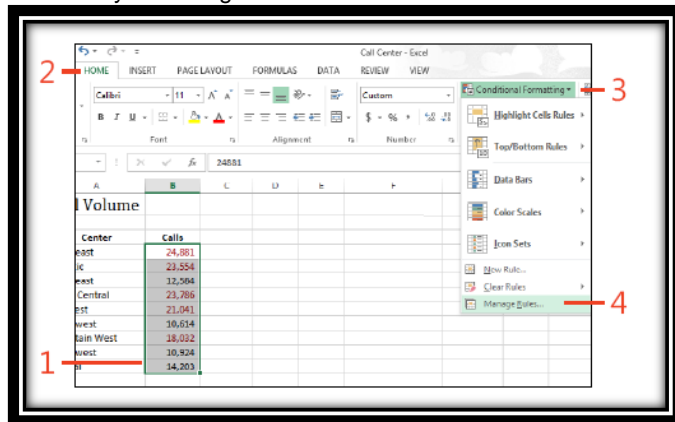 Call Center - Excel
2
HOME INSERT PAGE LAYOUT FORMULAS DATA REVIEW VIEW
Calibri 11 A A Custom
Conditional Formatting
3
B I U A $ % ,
Font Alignment Number
Highlight Cells Rules
Top/Bottom Rules
fx 24881
A B C D E F
Data Bars
l Volume
Color Scales
Center Calls
Icon Sets
east 24,881
ic 23,554
New Rule...
east 12,564
Clear Rules
Central 23,786
Manage Rules...
4
est 21,041
west 10,614
tain West 18,032
west 10,924
1
14,203